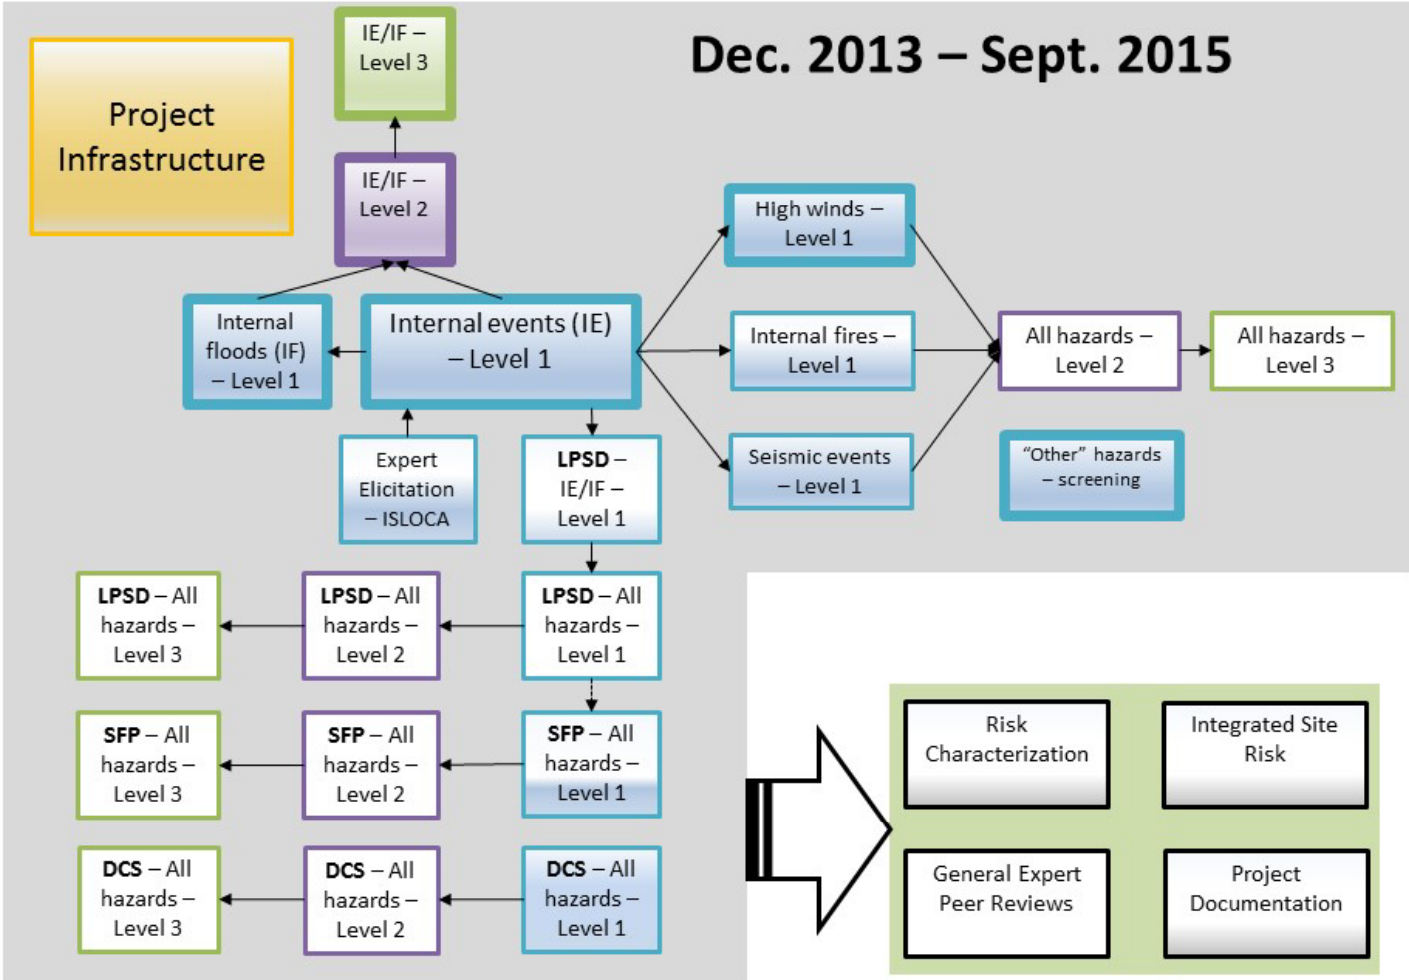 Dec. 2013 – Sept. 2015
Project
Infrastructure
IE/IF –
Level 3
IE/IF –
Level 2
Internal
floods (IF)
– Level 1
Internal events (IE)
– Level 1
High winds –
Level 1
Internal fires –
Level 1
Seismic events
– Level 1
All hazards –
Level 2
All hazards –
Level 3
"Other" hazards
– screening
Expert
Elicitation
– ISLOCA
LPSD –
IE/IF –
Level 1
LPSD – All
hazards –
Level 3
LPSD – All
hazards –
Level 2
LPSD – All
hazards –
Level 1
SFP – All
hazards –
Level 3
SFP – All
hazards –
Level 2
SFP – All
hazards –
Level 1
DCS – All
hazards –
Level 3
DCS – All
hazards –
Level 2
DCS – All
hazards –
Level 1
Risk
Characterization
Integrated Site
Risk
General Expert
Peer Reviews
Project
Documentation